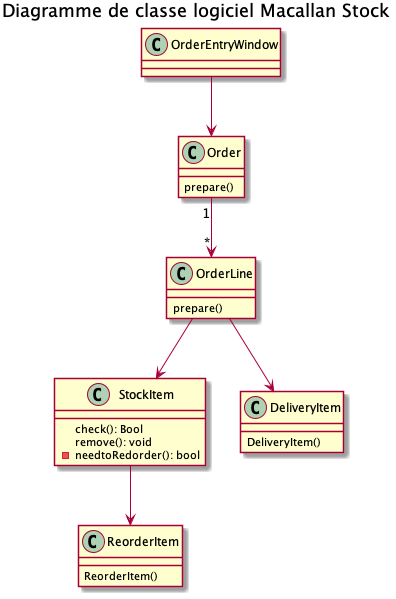 Diagramme de classe logiciel Macallan Stock
C OrderEntryWindow
C Order
prepare()
1
*
C OrderLine
prepare()
C StockItem
check(): Bool
remove(): void
needtoRedorder(): bool
C DeliveryItem
DeliveryItem()
C ReorderItem
ReorderItem()